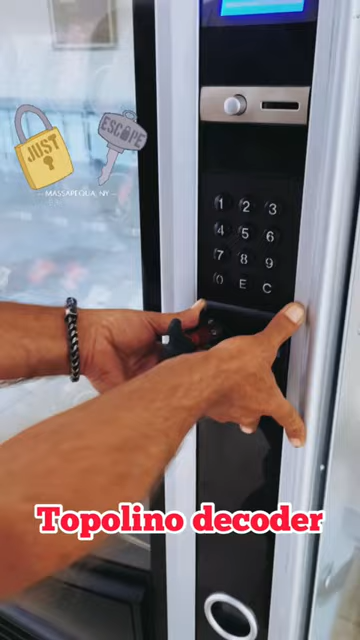 JUST
ESCAPE
MASSAPEQUA, NY
1 2 3
4 5 6
7 8 9
0 E C
Topolino decoder